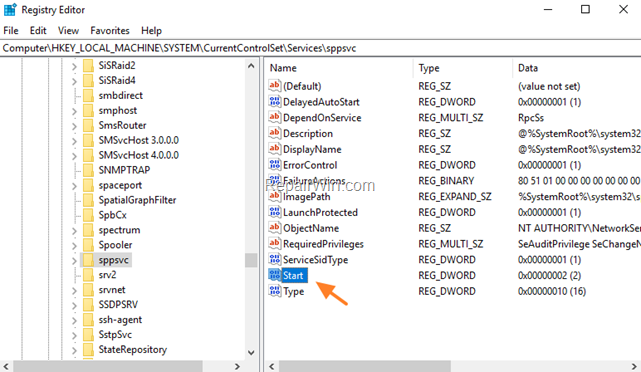 Registry Editor
File Edit View Favorites Help
Computer\HKEY_LOCAL_MACHINE\SYSTEM\CurrentControlSet\Services\sppsvc
SiSRaid2
SiSRaid4
smbdirect
smphost
SmsRouter
SMSvcHost 3.0.0.0
SMSvcHost 4.0.0.0
SNMPTRAP
spaceport
SpatialGraphFilter
SpbCx
spectrum
Spooler
sppsvc
srv2
srvnet
SSDPSRV
ssh-agent
SstpSvc
StateRepository
Name Type Data
(Default) REG_SZ (value not set)
DelayedAutoStart REG_DWORD 0x00000001 (1)
DependOnService REG_MULTI_SZ RpcSs
Description REG_SZ @%SystemRoot%\system32
DisplayName REG_SZ @%SystemRoot%\system32
ErrorControl REG_DWORD 0x00000001 (1)
FailureActions REG_BINARY 80 51 01 00 00 00 00 00 00 00
RepairWin.com
ImagePath REG_EXPAND_SZ %SystemRoot%\system32\s
LaunchProtected REG_DWORD 0x00000001 (1)
ObjectName REG_SZ NT AUTHORITY\NetworkServ
RequiredPrivileges REG_MULTI_SZ SeAuditPrivilege SeChangeN
ServiceSidType REG_DWORD 0x00000001 (1)
Start REG_DWORD 0x00000002 (2)
Type REG_DWORD 0x00000010 (16)